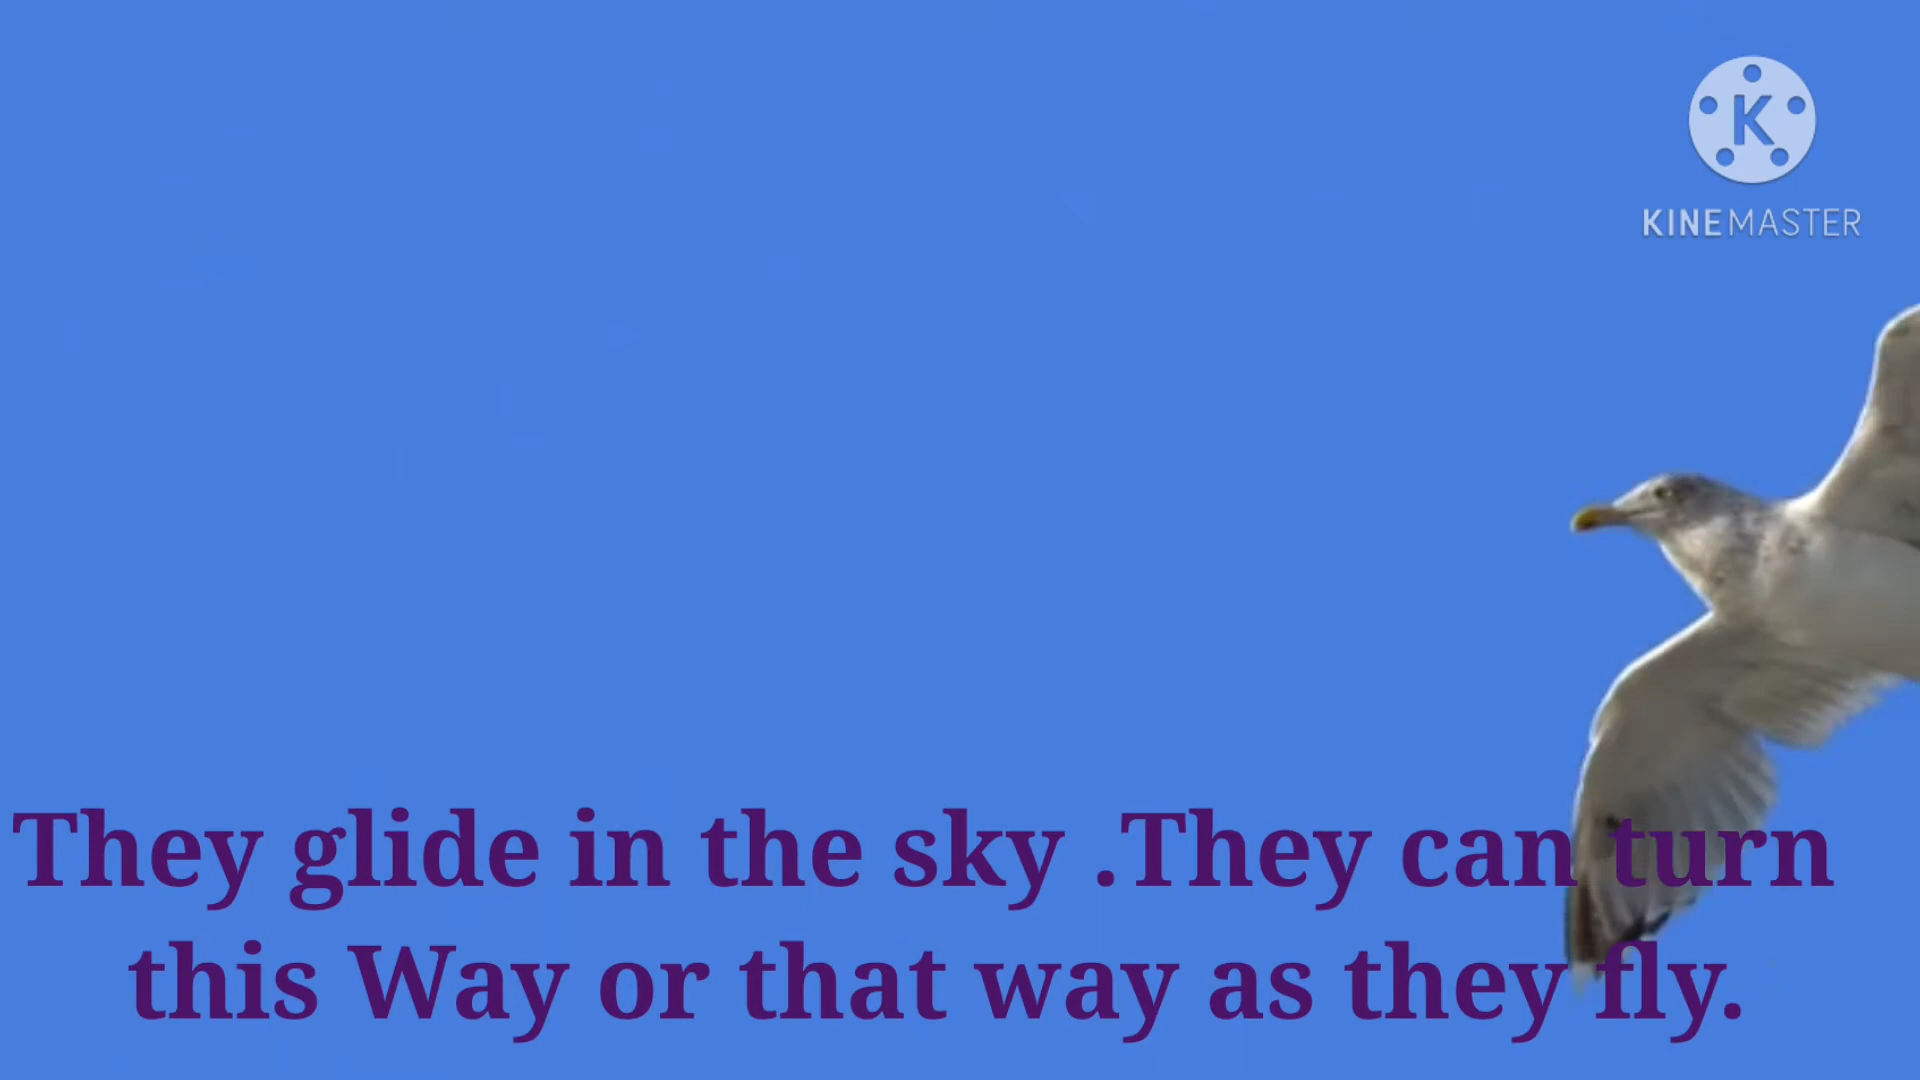 K
KINEMASTER
They glide in the sky .They can turn
this Way or that way as they fly.